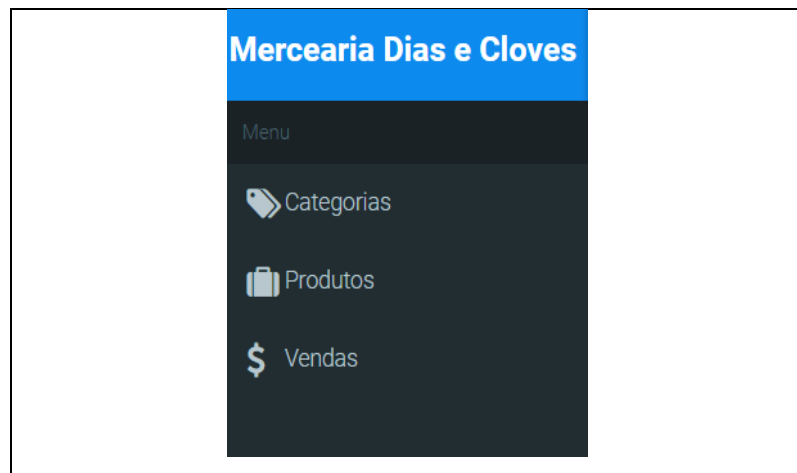 Mercearia Dias e Cloves
Menu
Categorias
Produtos
Vendas